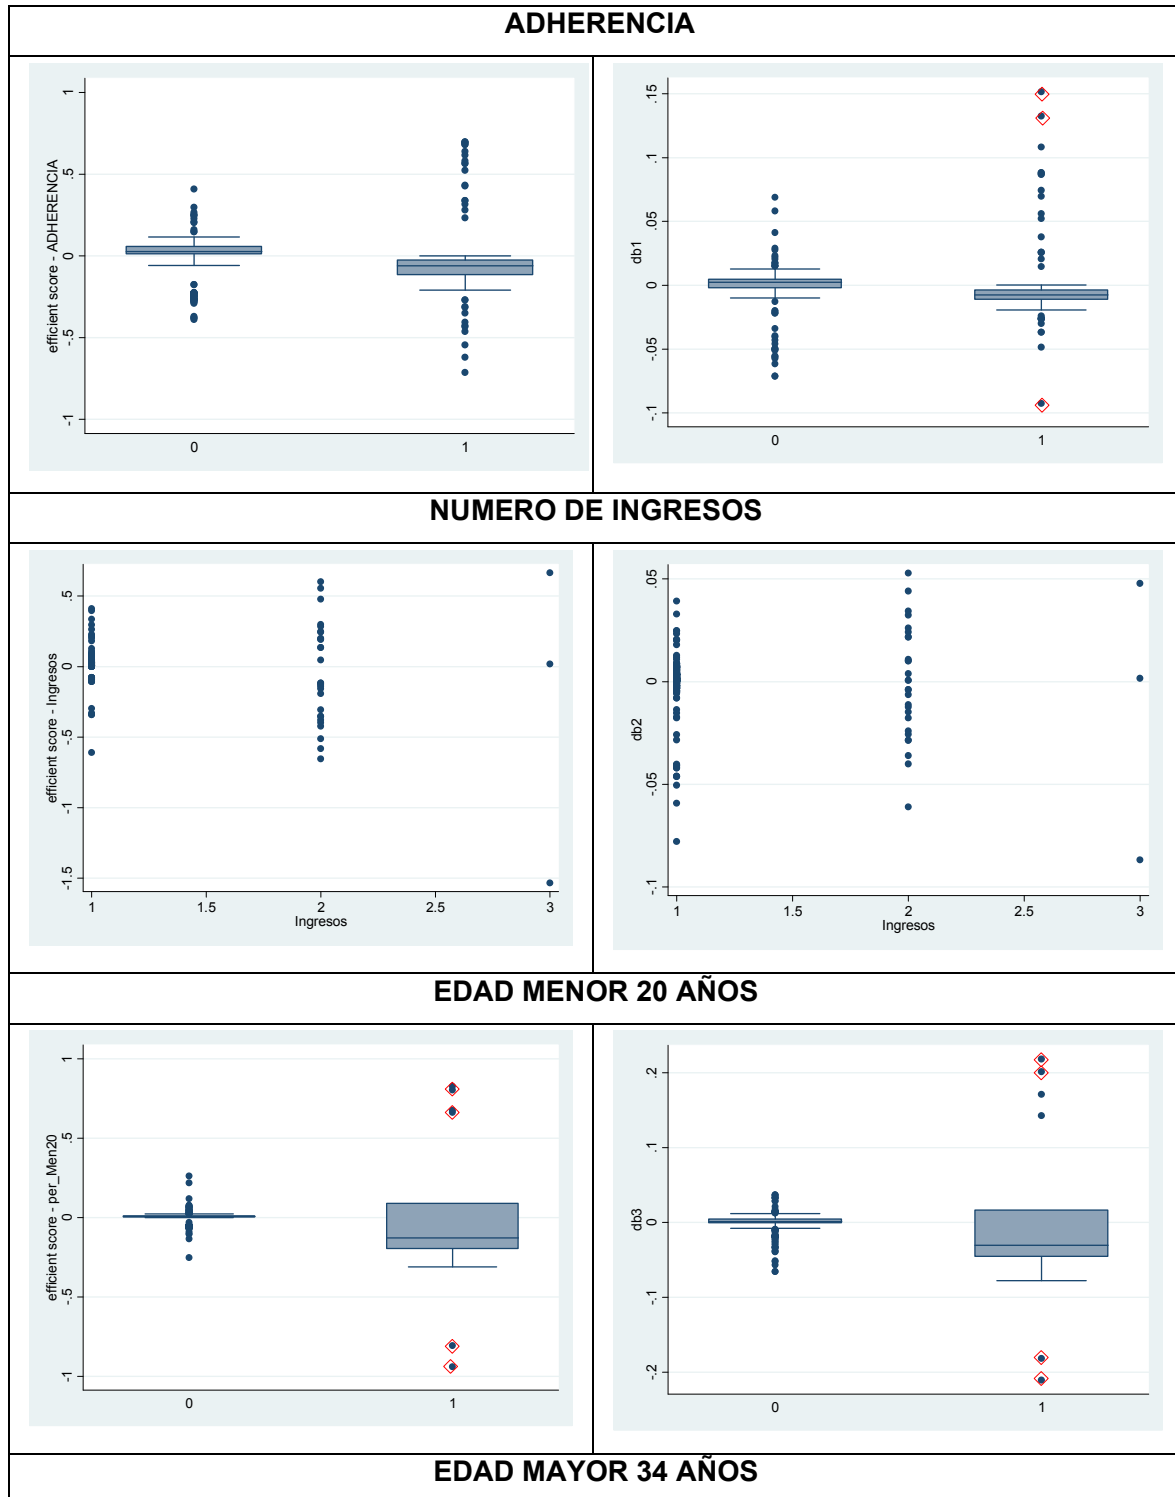 ADHERENCIA
efficient score - ADHERENCIA
1
.5
0
-.5
-1
0 1
db1
.15
.1
.05
0
-.05
-.1
0 1
NUMERO DE INGRESOS
efficient score - Ingresos
.5
0
-.5
-1
-1.5
1 1.5 2 2.5 3
Ingresos
db2
.05
0
-.05
-.1
1 1.5 2 2.5 3
Ingresos
EDAD MENOR 20 AÑOS
efficient score - per_Men20
1
.5
0
-.5
-1
0 1
db3
.2
.1
0
-.1
-.2
0 1
EDAD MAYOR 34 AÑOS